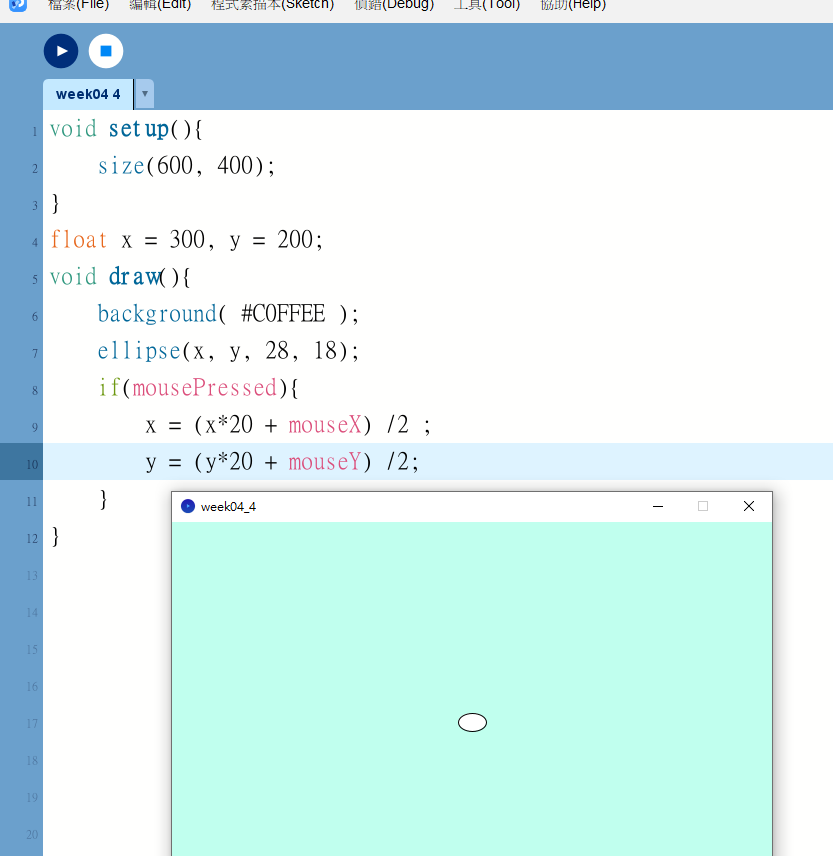 檔案(File) 編輯(Edit) 程式素描本(Sketch) 偵錯(Debug) 工具(Tool) 協助(Help)
week04 4 ▼
1 void setup(){
2 size(600, 400);
3 }
4 float x = 300, y = 200;
5 void draw(){
6 background( #C0FFEE );
7 ellipse(x, y, 28, 18);
8 if(mousePressed){
9 x = (x*20 + mouseX) /2 ;
10 y = (y*20 + mouseY) /2;
11 }
week04_4
12 }
13
14
15
16
17
18
19
20